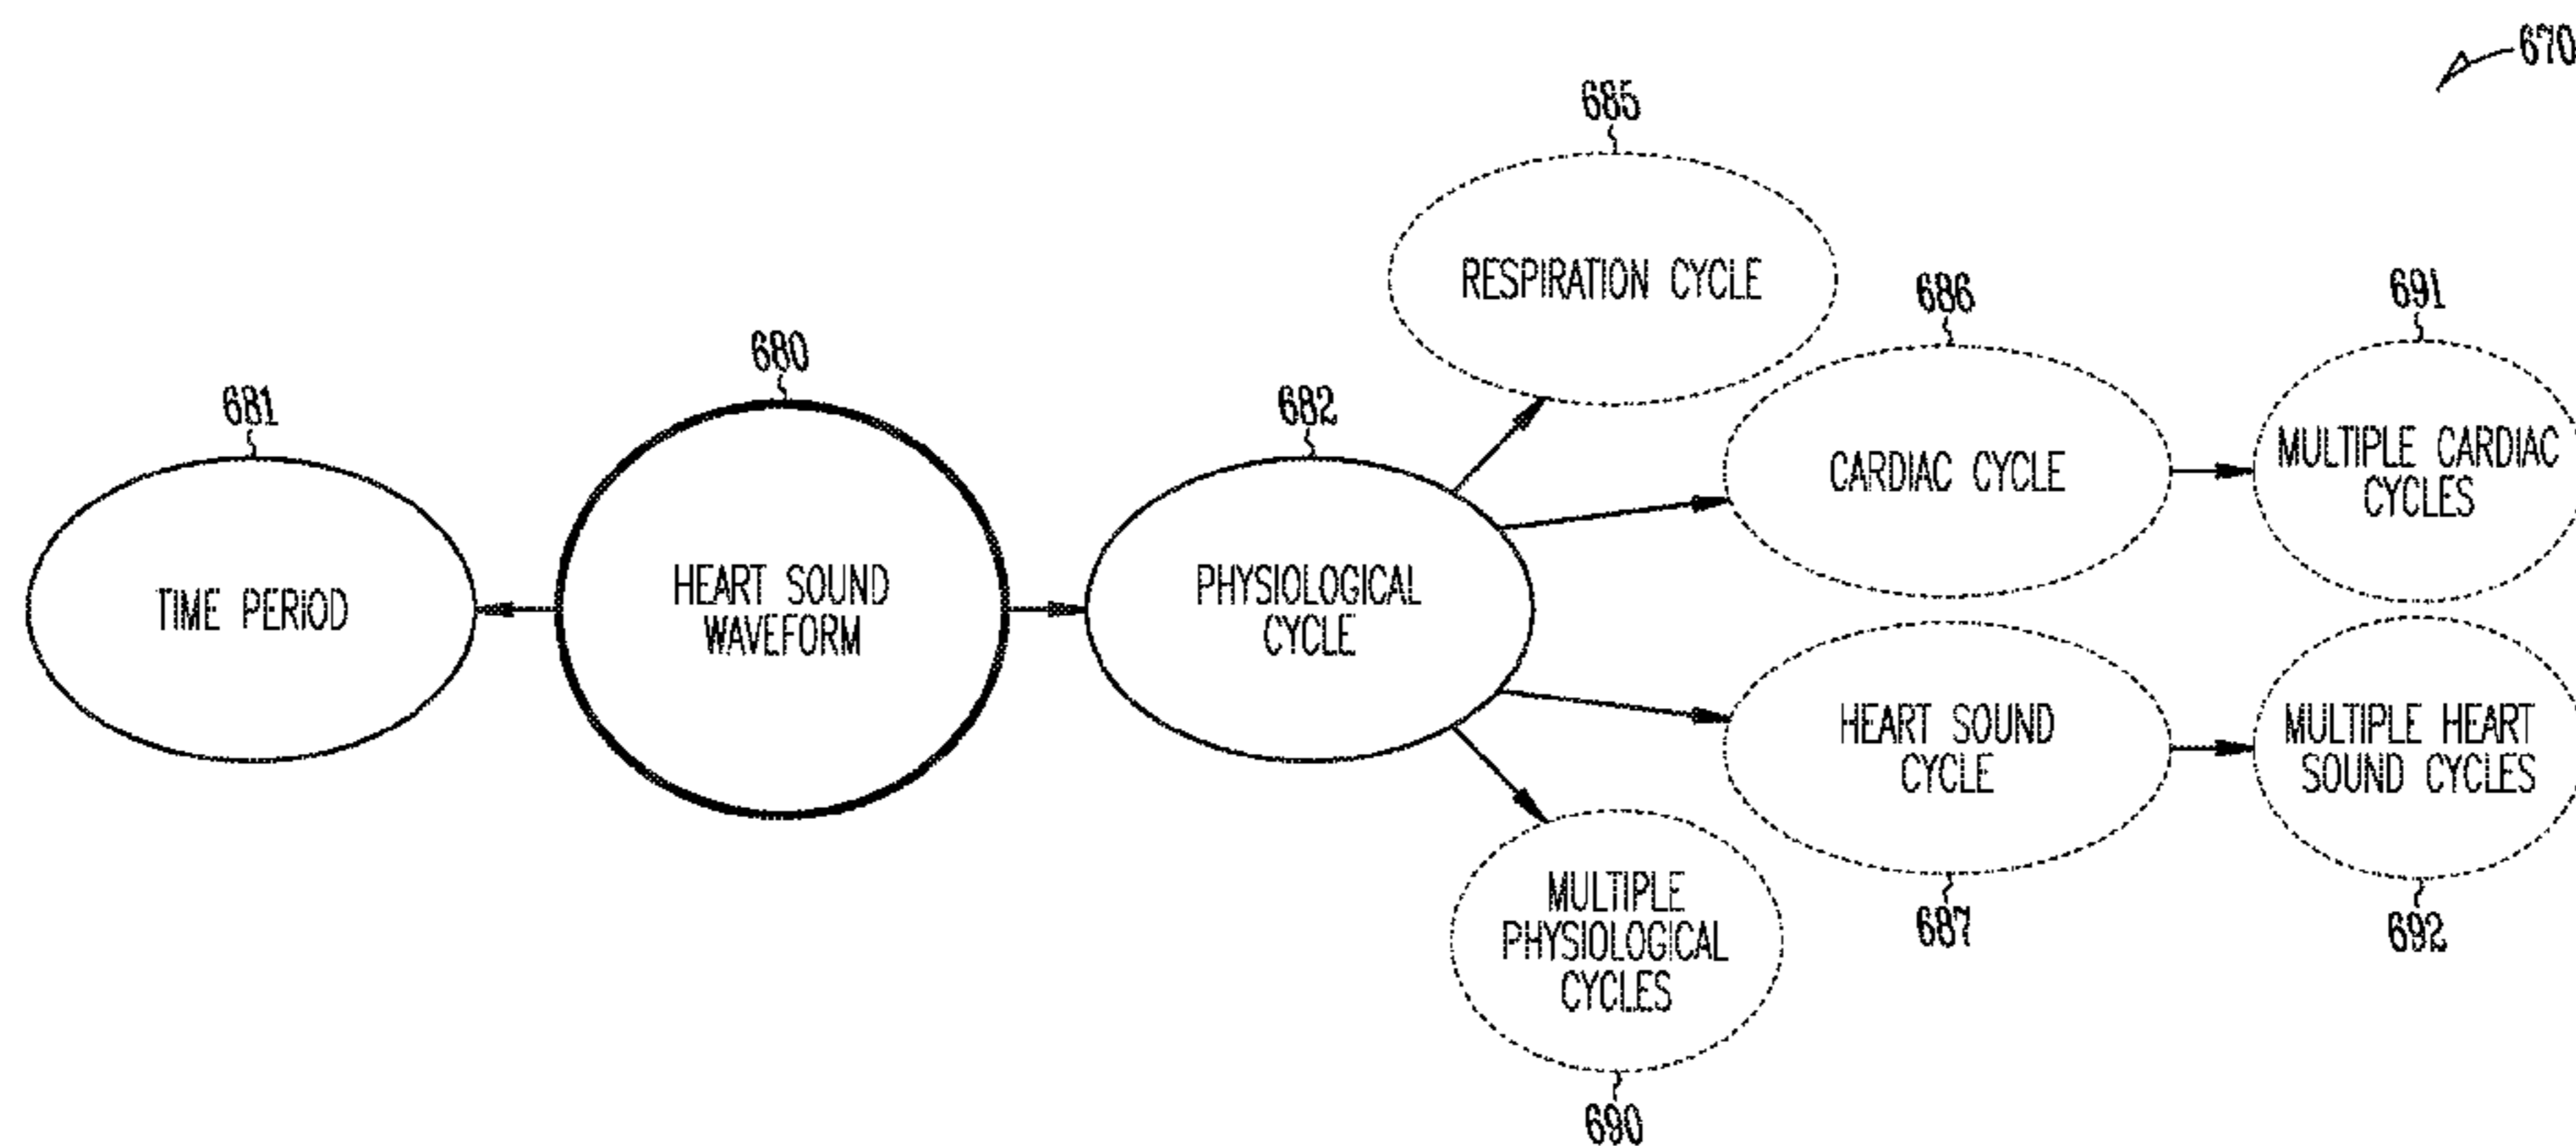 670
685
RESPIRATION CYCLE
686
691
680
CARDIAC CYCLE
MULTIPLE CARDIAC
CYCLES
681
682
TIME PERIOD
HEART SOUND
WAVEFORM
PHYSIOLOGICAL
CYCLE
HEART SOUND
CYCLE
MULTIPLE HEART
SOUND CYCLES
MULTIPLE
PHYSIOLOGICAL
CYCLES
687
692
690